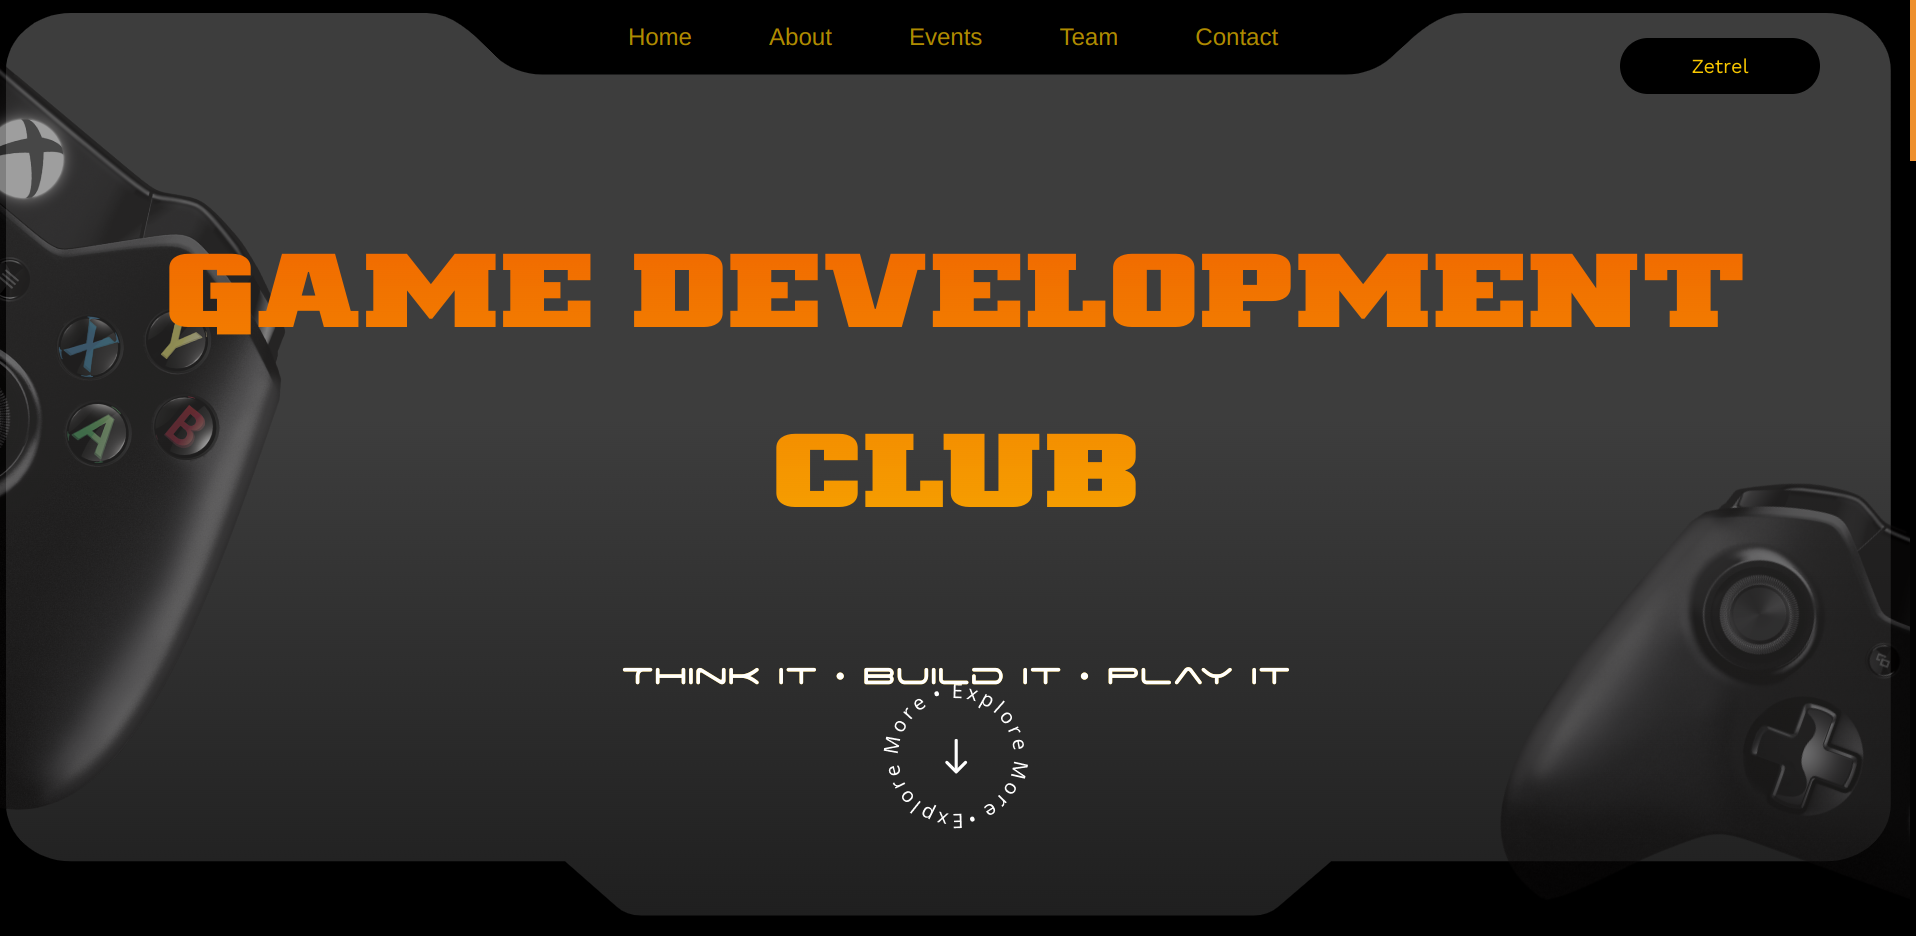 Home About Events Team Contact
Zetrel
GAME DEVELOPMENT
CLUB
THINK IT • BUILD IT • PLAY IT
Explore More • Explore More •
X
Y
A
B